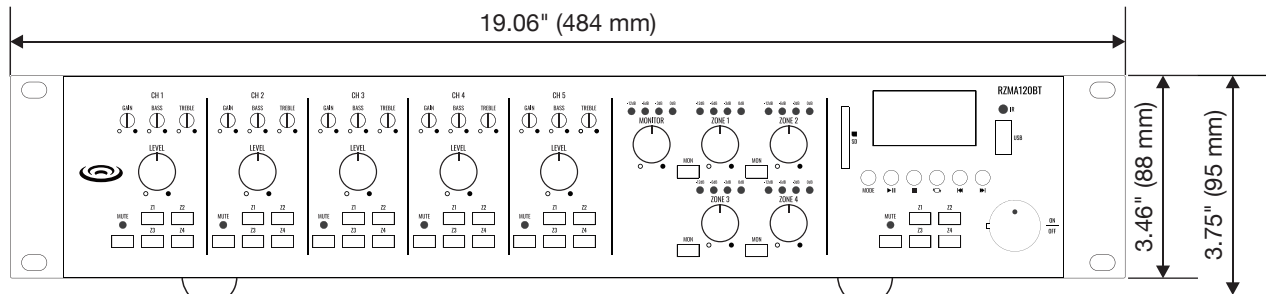 19.06" (484 mm)
CH 1
GAIN BASS TREBLE
LEVEL
MUTE
Z1 Z2
Z3 Z4
CH 2
GAIN BASS TREBLE
LEVEL
MUTE
Z1 Z2
Z3 Z4
CH 3
GAIN BASS TREBLE
LEVEL
MUTE
Z1 Z2
Z3 Z4
CH 4
GAIN BASS TREBLE
LEVEL
MUTE
Z1 Z2
Z3 Z4
CH 5
GAIN BASS TREBLE
LEVEL
MUTE
Z1 Z2
Z3 Z4
MONITOR
ZONE 1
ZONE 2
MON
MON
ZONE 3
ZONE 4
MON
MON
SD
RZMA120BT
IR
USB
MODE
MUTE
Z1 Z2
Z3 Z4
ON
OFF
3.46" (88 mm)
3.75" (95 mm)